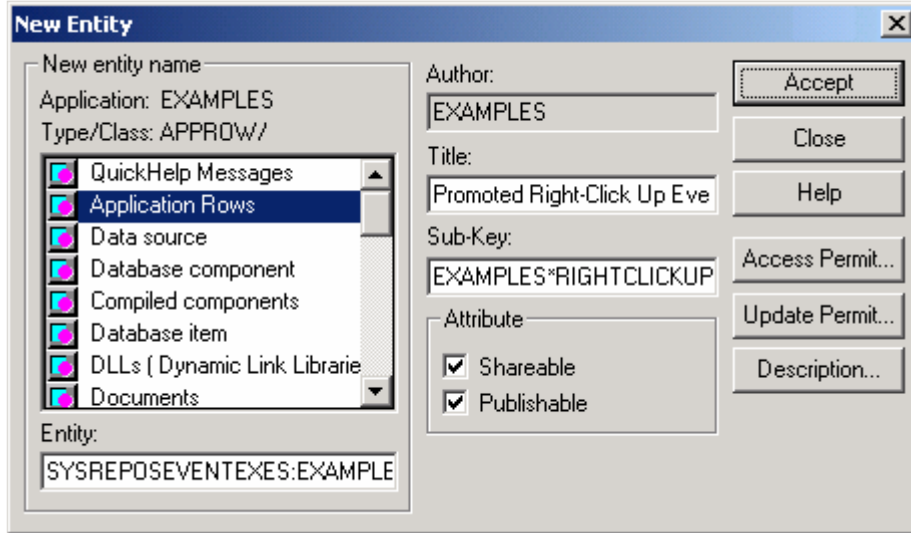 New Entity
New entity name
Application: EXAMPLES
Type/Class: APPROW/
QuickHelp Messages
Application Rows
Data source
Database component
Compiled components
Database item
DLLs ( Dynamic Link Librarie
Documents
Entity:
SYSREPOSEVENTEXES:EXAMPLE
Author:
EXAMPLES
Title:
Promoted Right-Click Up Eve
Sub-Key:
EXAMPLES*RIGHTCLICKUP
Attribute
Shareable
Publishable
Accept
Close
Help
Access Permit...
Update Permit...
Description...